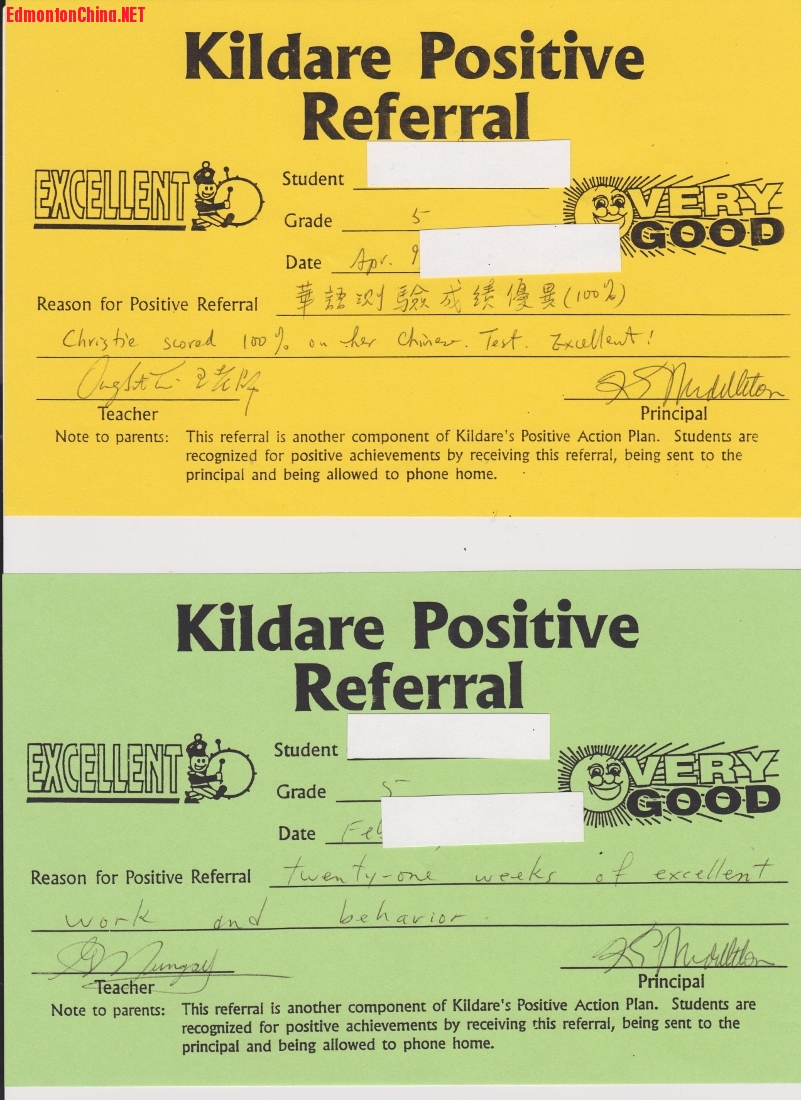 EdmontonChina.NET
Kildare Positive
Referral
EXCELLENT
Student
VERY
GOOD
Grade 5
Date Apr. 9
Reason for Positive Referral 華語測驗成績優異(100%)
Christie scored 100% on her Chinese. Test. Excellent!
Middleton
Teacher Principal
Note to parents: This referral is another component of Kildare's Positive Action Plan. Students are
recognized for positive achievements by receiving this referral, being sent to the
principal and being allowed to phone home.
Kildare Positive
Referral
EXCELLENT
Student
VERY
GOOD
Grade 5
Date Feb
Reason for Positive Referral twenty-one weeks of excellent
work and behavior.
Middleton
Teacher Principal
Note to parents: This referral is another component of Kildare's Positive Action Plan. Students are
recognized for positive achievements by receiving this referral, being sent to the
principal and being allowed to phone home.